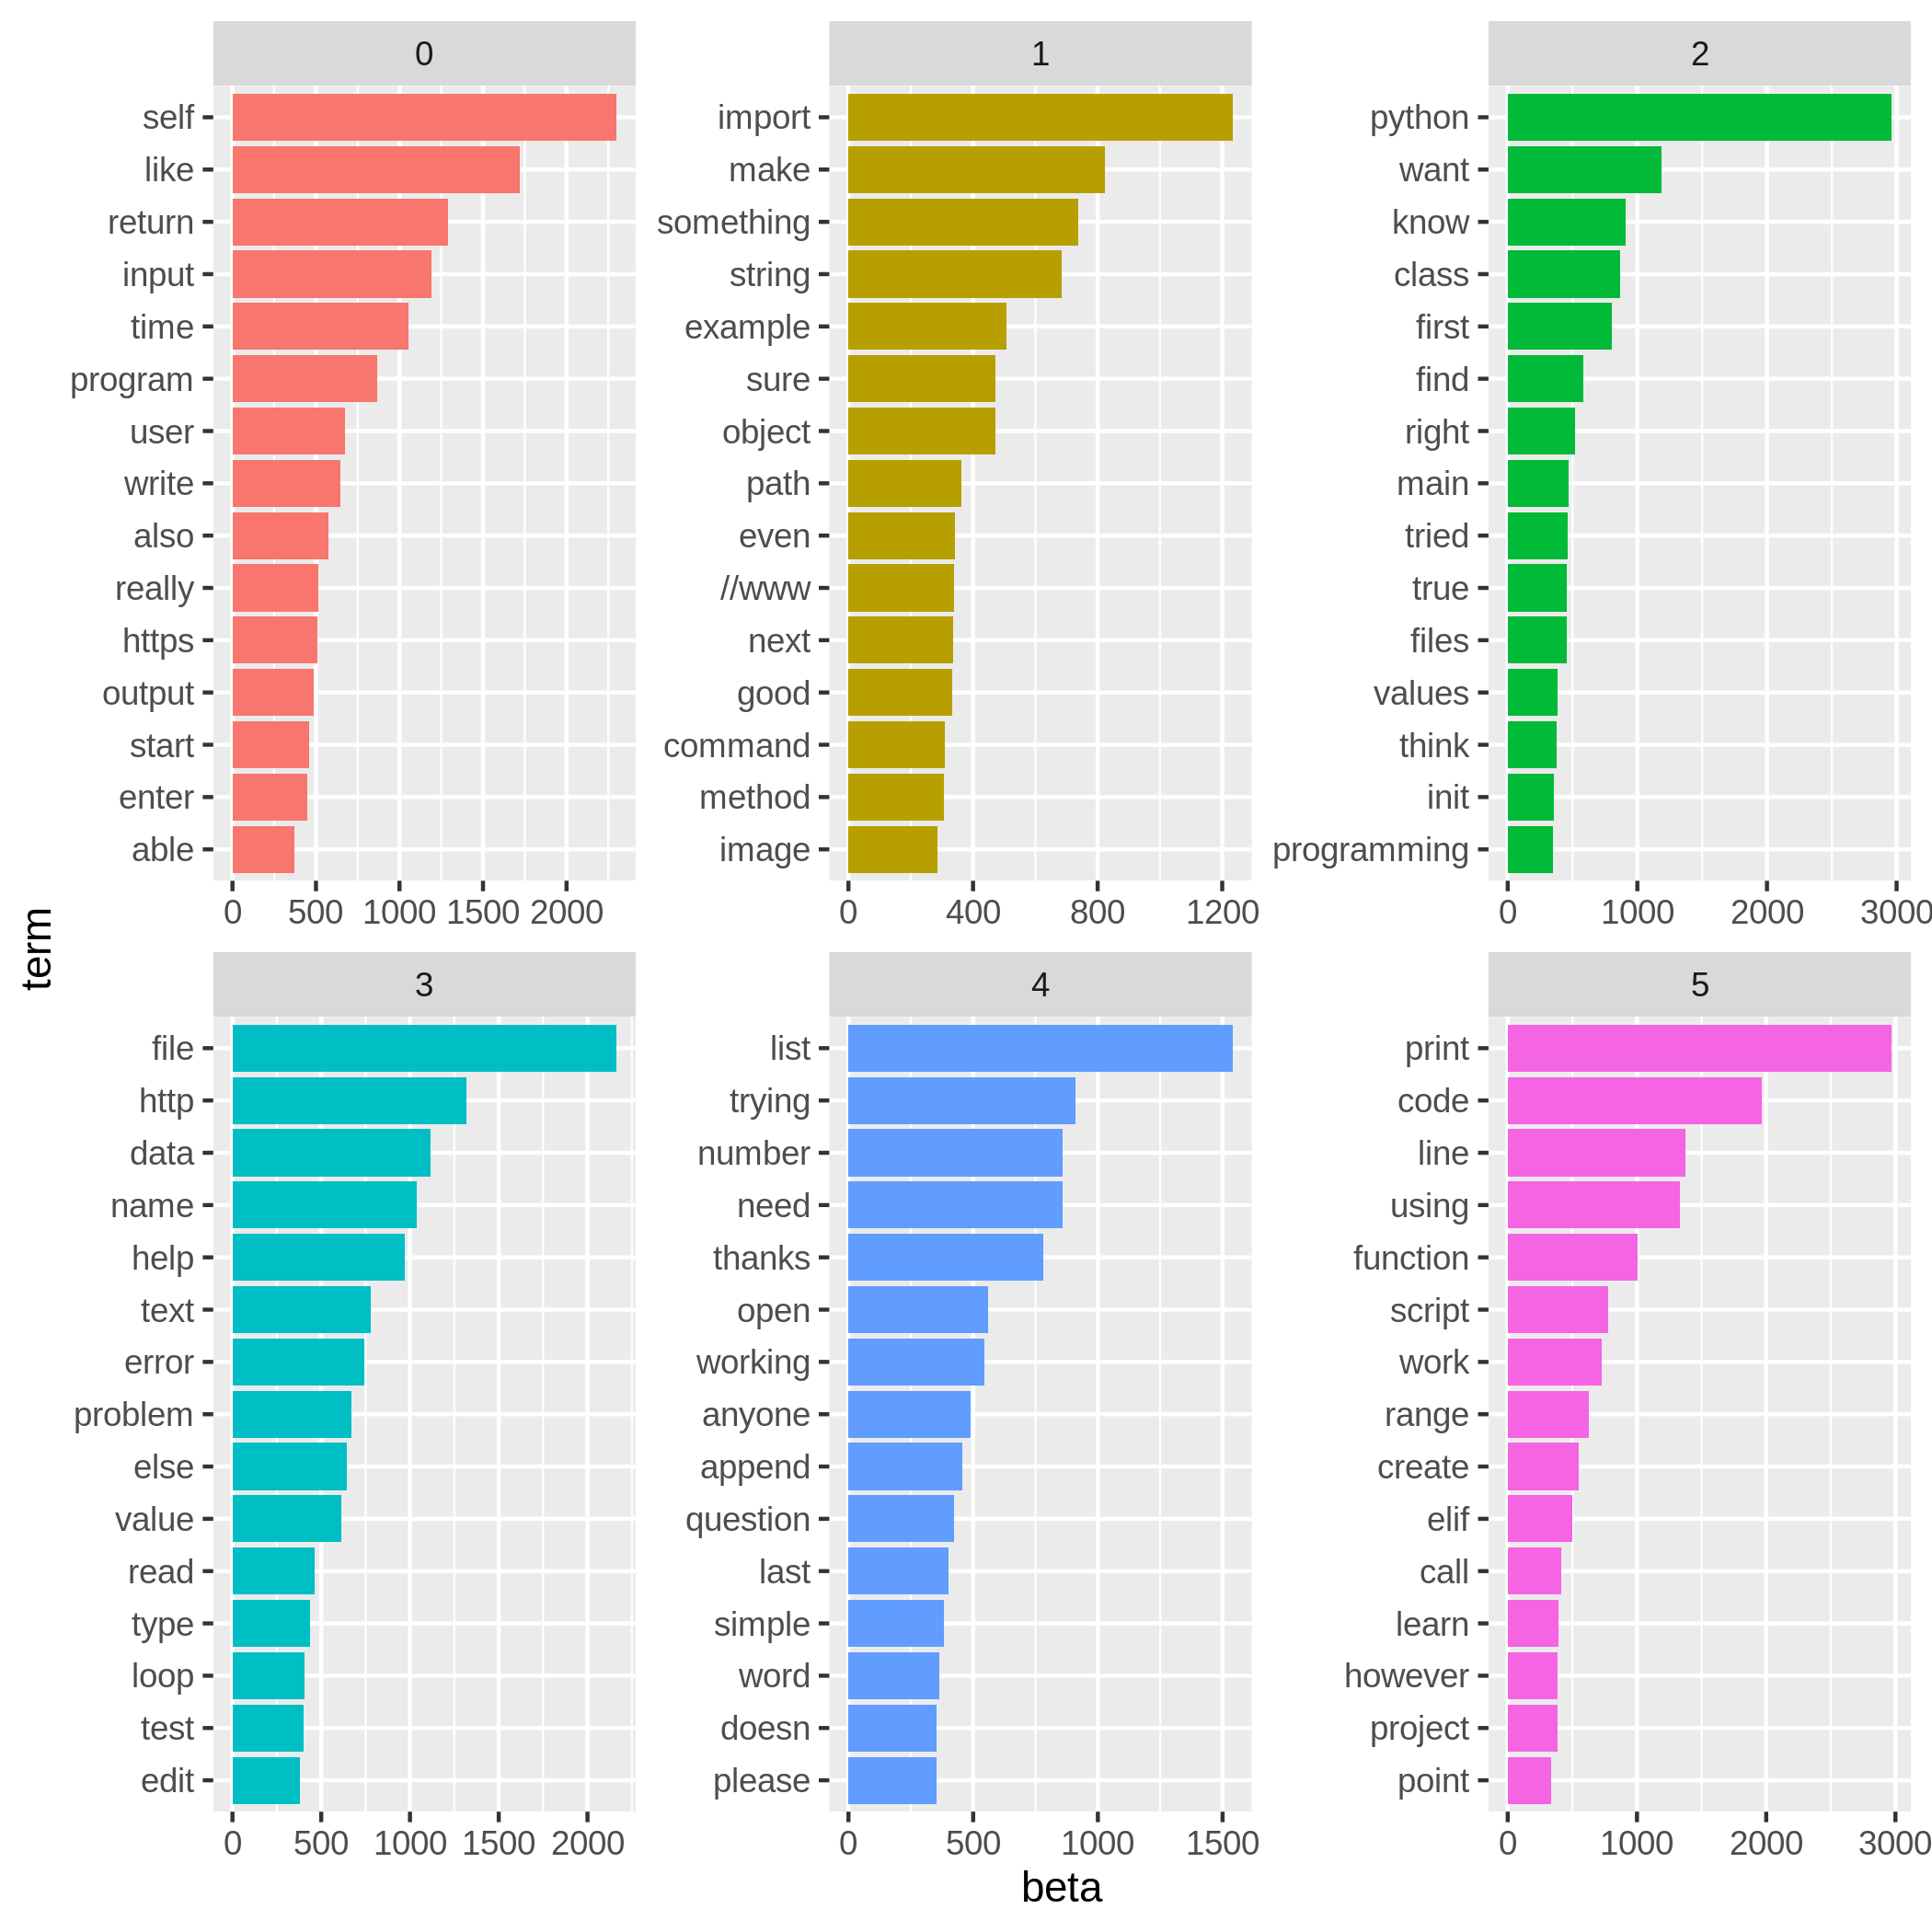 term
0
self
like
return
input
time
program
user
write
also
really
https
output
start
enter
able
0 500 1000 1500 2000
1
import
make
something
string
example
sure
object
path
even
//www
next
good
command
method
image
0 400 800 1200
2
python
want
know
class
first
find
right
main
tried
true
files
values
think
init
programming
0 1000 2000 3000
3
file
http
data
name
help
text
error
problem
else
value
read
type
loop
test
edit
0 500 1000 1500 2000
4
list
trying
number
need
thanks
open
working
anyone
append
question
last
simple
word
doesn
please
0 500 1000 1500
5
print
code
line
using
function
script
work
range
create
elif
call
learn
however
project
point
0 1000 2000 3000
beta